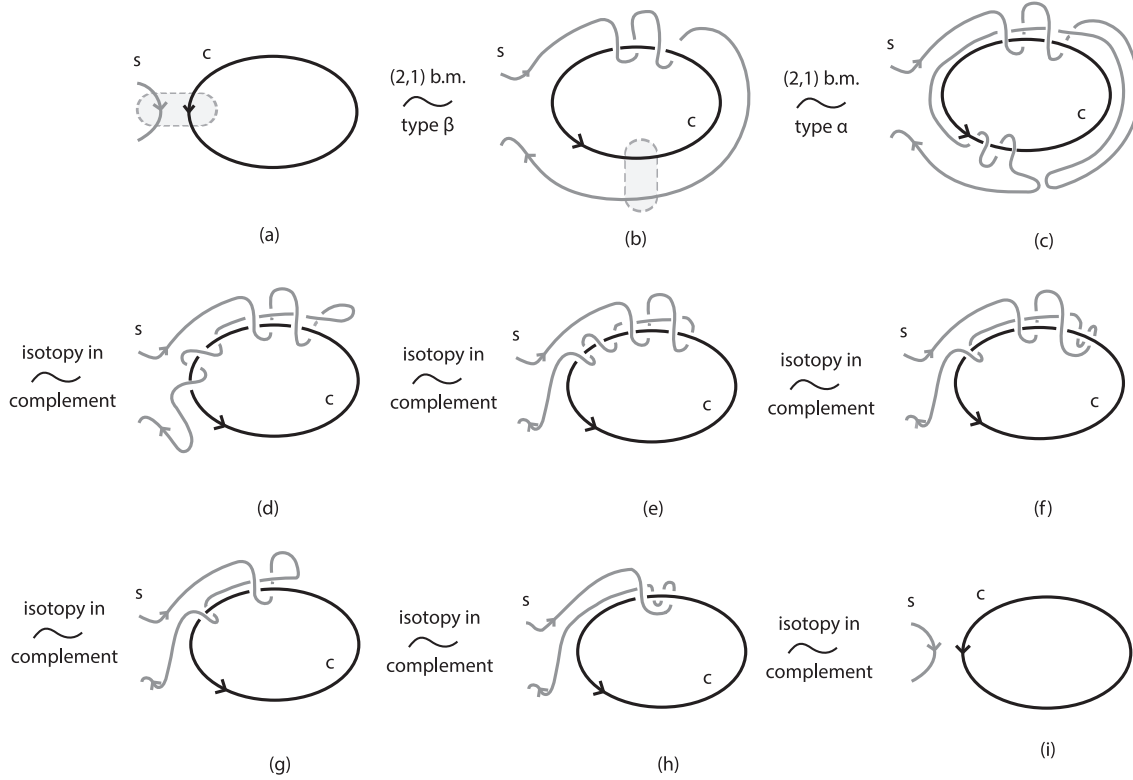 s
c
(a)
(2,1) b.m.
type β
s
c
(b)
(2,1) b.m.
type α
s
c
(c)
isotopy in
complement
s
c
(d)
isotopy in
complement
s
c
(e)
isotopy in
complement
s
c
(f)
isotopy in
complement
s
c
(g)
isotopy in
complement
s
c
(h)
isotopy in
complement
s
c
(i)